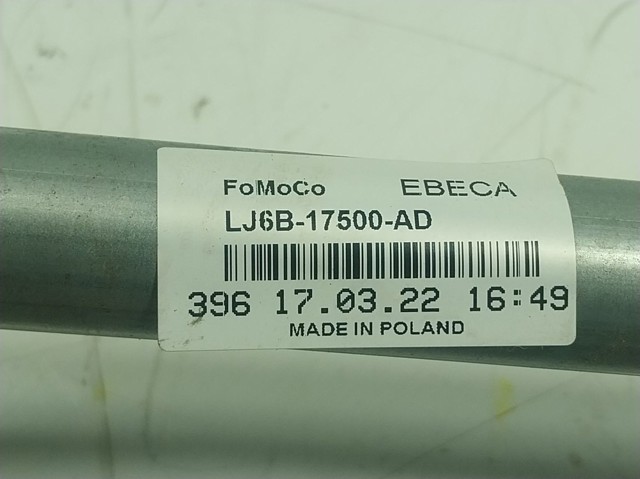 FoMoCo EBECA
LJ6B-17500-AD
396 17.03.22 16:49
MADE IN POLAND